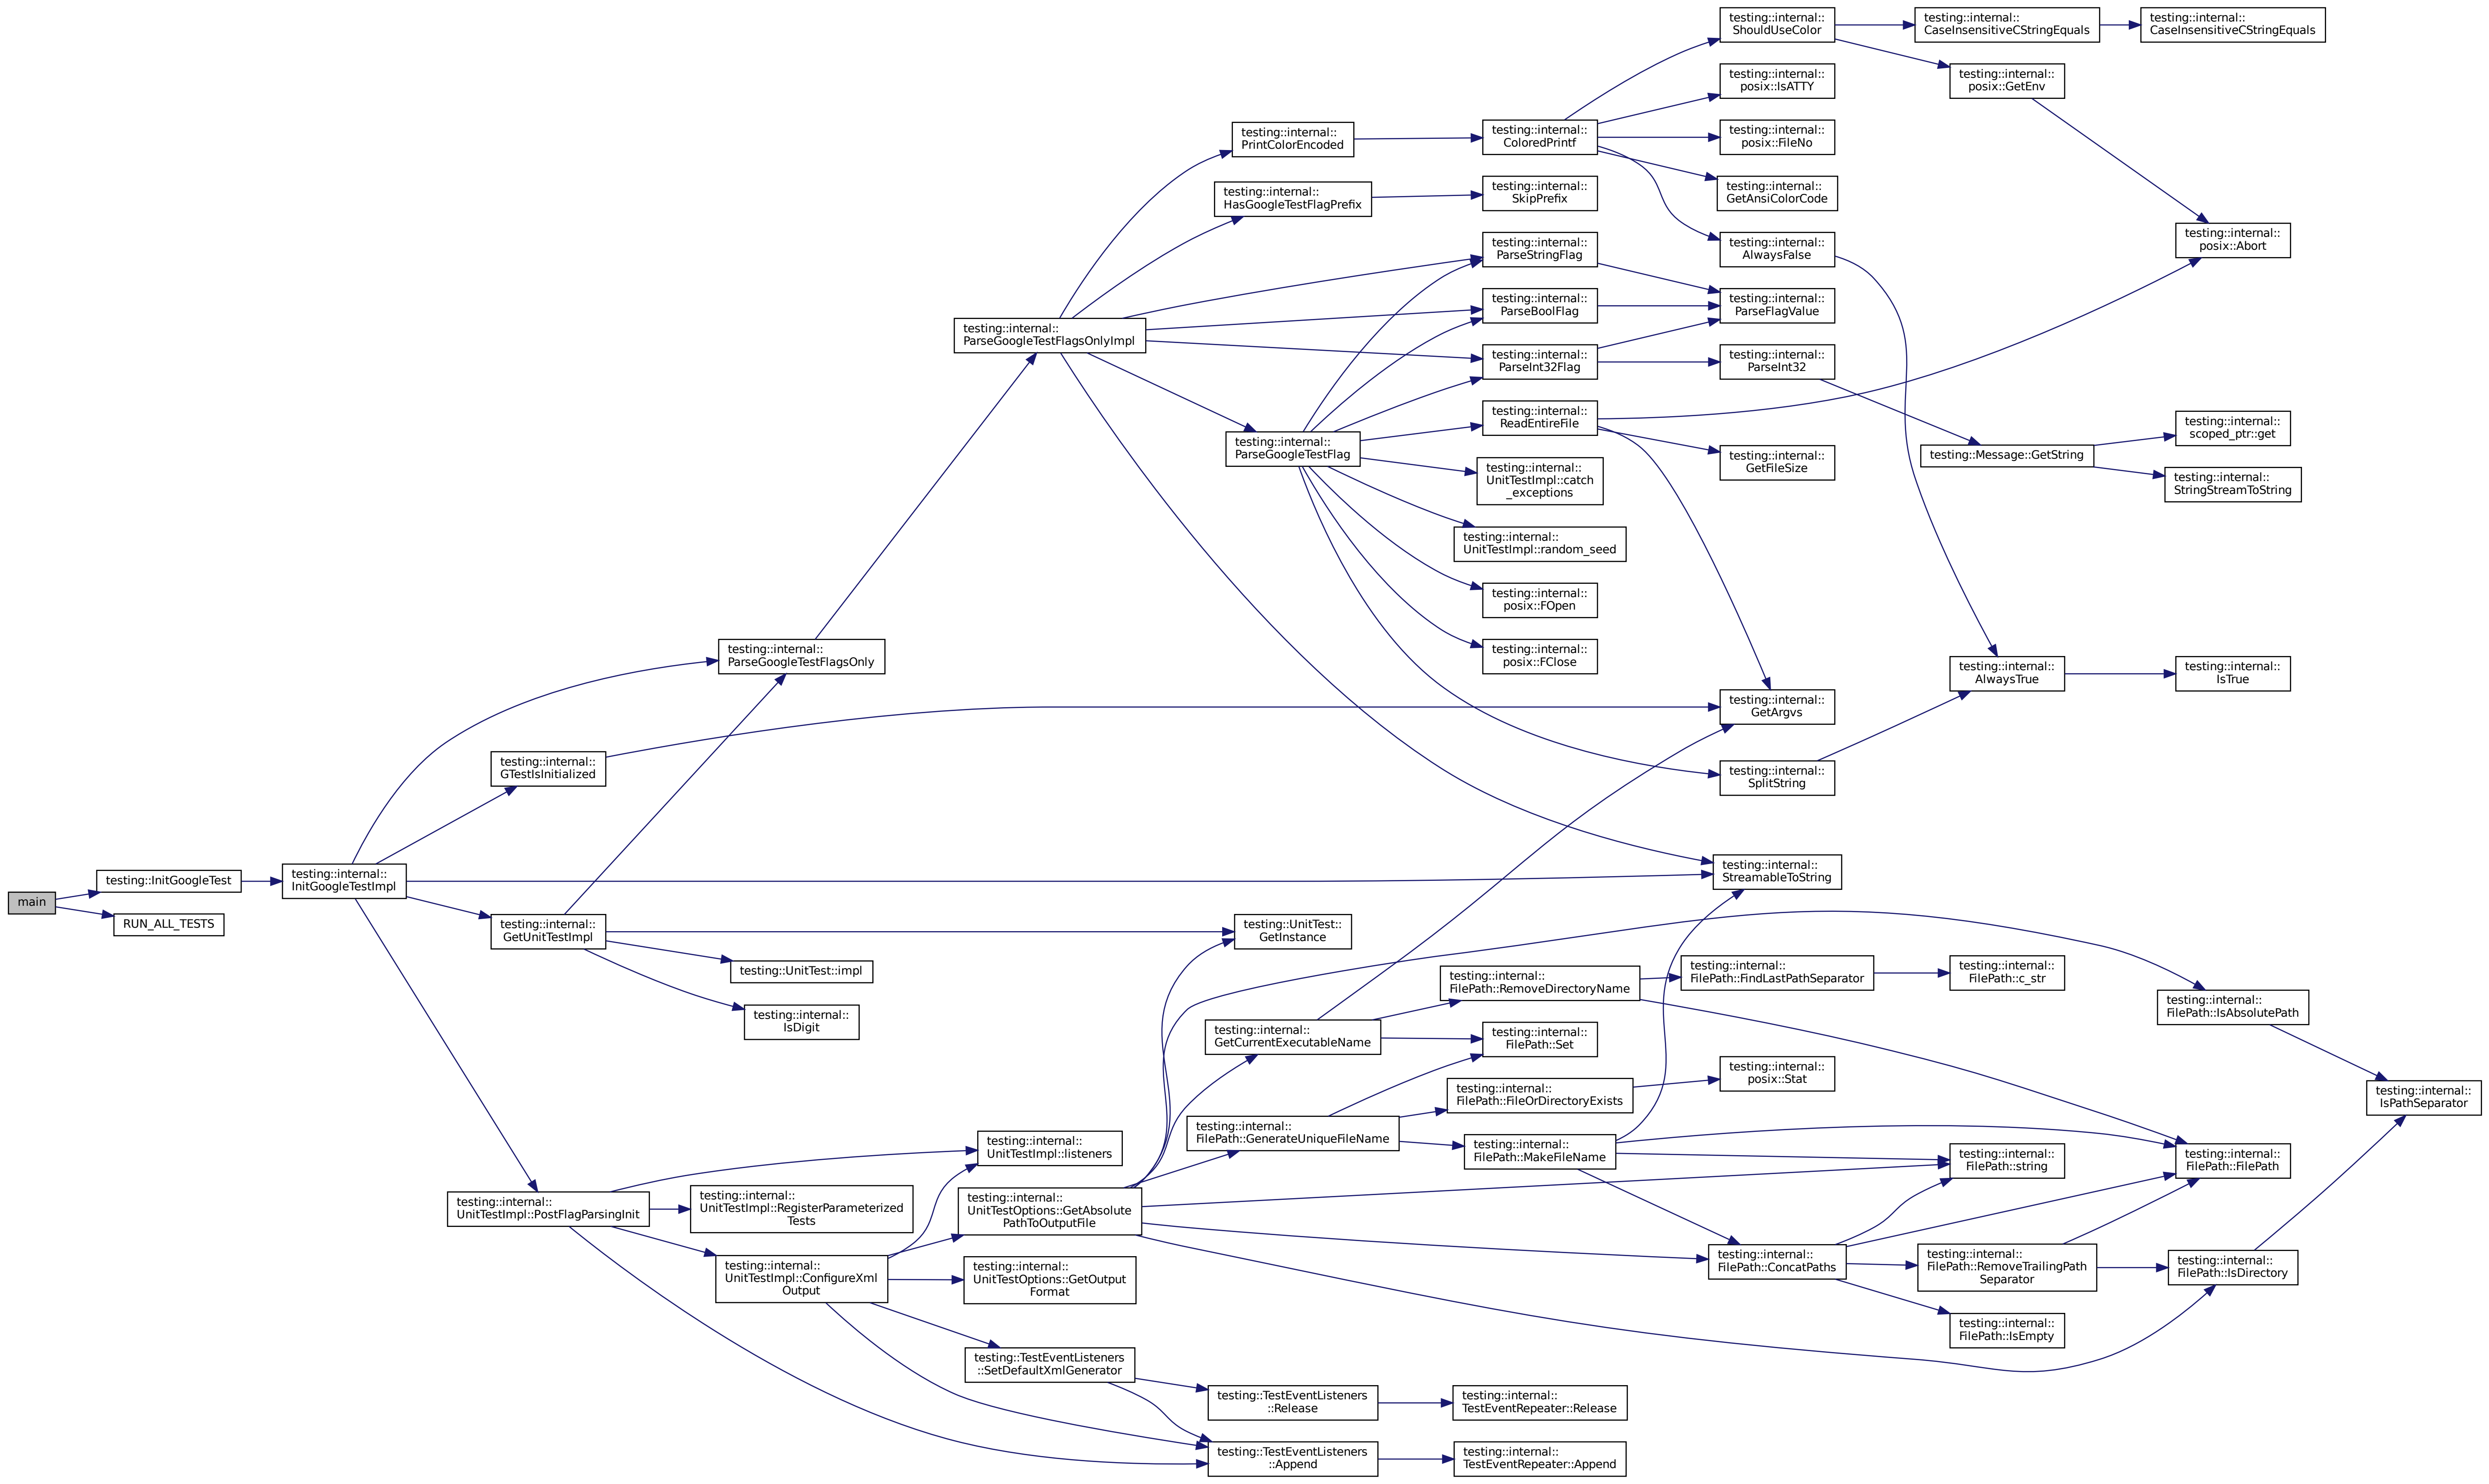 main
testing::InitGoogleTest
RUN_ALL_TESTS
testing::internal::
InitGoogleTestImpl
testing::internal::
GTestIsInitialized
testing::internal::
GetUnitTestImpl
testing::internal::
UnitTestImpl::PostFlagParsingInit
testing::internal::
ParseGoogleTestFlagsOnly
testing::UnitTest::impl
testing::internal::
IsDigit
testing::internal::
UnitTestImpl::RegisterParameterized
Tests
testing::internal::
UnitTestImpl::ConfigureXml
Output
testing::internal::
ParseGoogleTestFlagsOnlyImpl
testing::internal::
UnitTestImpl::listeners
testing::internal::
UnitTestOptions::GetAbsolute
PathToOutputFile
testing::internal::
UnitTestOptions::GetOutput
Format
testing::TestEventListeners
::SetDefaultXmlGenerator
testing::internal::
PrintColorEncoded
testing::internal::
HasGoogleTestFlagPrefix
testing::internal::
ParseGoogleTestFlag
testing::UnitTest::
GetInstance
testing::internal::
GetCurrentExecutableName
testing::internal::
FilePath::GenerateUniqueFileName
testing::TestEventListeners
::Release
testing::TestEventListeners
::Append
testing::internal::
ColoredPrintf
testing::internal::
SkipPrefix
testing::internal::
ParseStringFlag
testing::internal::
ParseBoolFlag
testing::internal::
ParseInt32Flag
testing::internal::
ReadEntireFile
testing::internal::
UnitTestImpl::catch
_exceptions
testing::internal::
UnitTestImpl::random_seed
testing::internal::
posix::FOpen
testing::internal::
posix::FClose
testing::internal::
FilePath::RemoveDirectoryName
testing::internal::
FilePath::Set
testing::internal::
FilePath::FileOrDirectoryExists
testing::internal::
FilePath::MakeFileName
testing::internal::
TestEventRepeater::Release
testing::internal::
TestEventRepeater::Append
testing::internal::
ShouldUseColor
testing::internal::
posix::IsATTY
testing::internal::
posix::FileNo
testing::internal::
GetAnsiColorCode
testing::internal::
AlwaysFalse
testing::internal::
ParseFlagValue
testing::internal::
ParseInt32
testing::internal::
GetFileSize
testing::internal::
GetArgvs
testing::internal::
SplitString
testing::internal::
StreamableToString
testing::internal::
FilePath::FindLastPathSeparator
testing::internal::
posix::Stat
testing::internal::
FilePath::ConcatPaths
testing::internal::
CaseInsensitiveCStringEquals
testing::internal::
posix::GetEnv
testing::Message::GetString
testing::internal::
AlwaysTrue
testing::internal::
FilePath::c_str
testing::internal::
FilePath::string
testing::internal::
FilePath::RemoveTrailingPath
Separator
testing::internal::
FilePath::IsEmpty
testing::internal::
CaseInsensitiveCStringEquals
testing::internal::
posix::Abort
testing::internal::
scoped_ptr::get
testing::internal::
StringStreamToString
testing::internal::
IsTrue
testing::internal::
FilePath::IsAbsolutePath
testing::internal::
FilePath::FilePath
testing::internal::
FilePath::IsDirectory
testing::internal::
IsPathSeparator